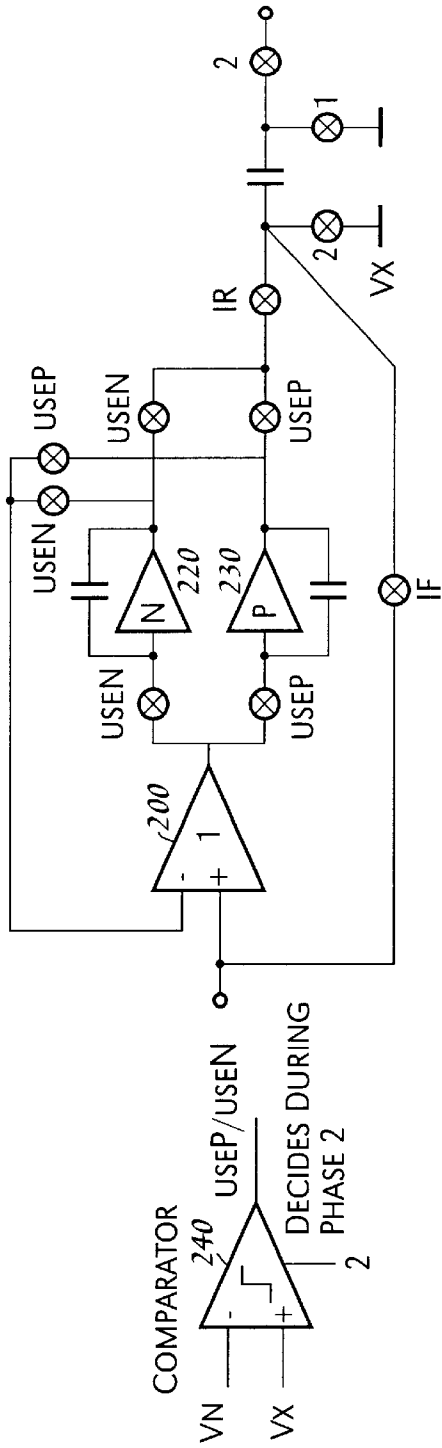 COMPARATOR
240
VN
VX
-
+
2
USEP/USEN
DECIDES DURING
PHASE 2
200
-
+
1
USEN
USEP
N
220
P
230
USEN
USEP
USEN
USEP
IR
IF
2
VX
1
2